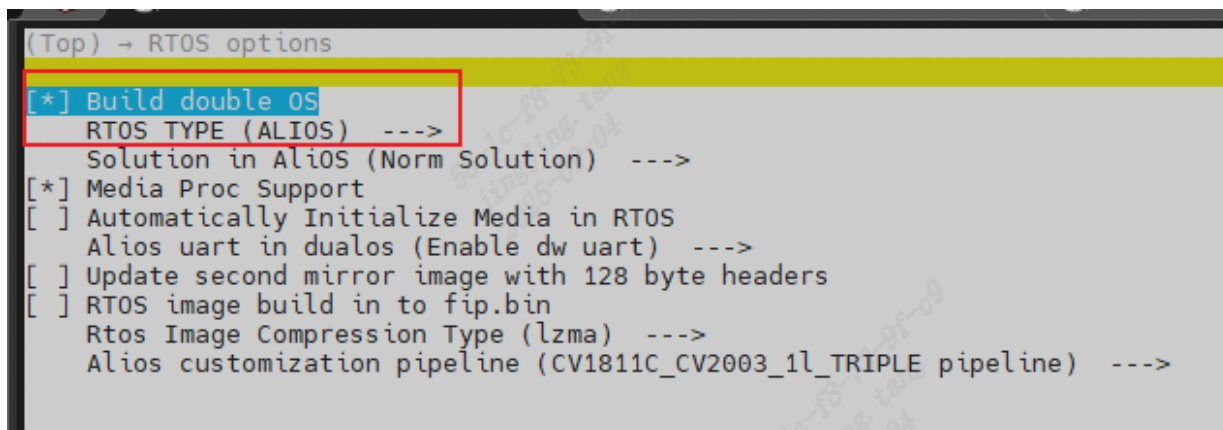 (Top) → RTOS options
[*] Build double OS
RTOS TYPE (ALIOS)  --->
Solution in AliOS (Norm Solution)  --->
[*] Media Proc Support
[ ] Automatically Initialize Media in RTOS
Alios uart in dualos (Enable dw uart)  --->
[ ] Update second mirror image with 128 byte headers
[ ] RTOS image build in to fip.bin
Rtos Image Compression Type (lzma)  --->
Alios customization pipeline (CV1811C_CV2003_1l_TRIPLE pipeline)  --->